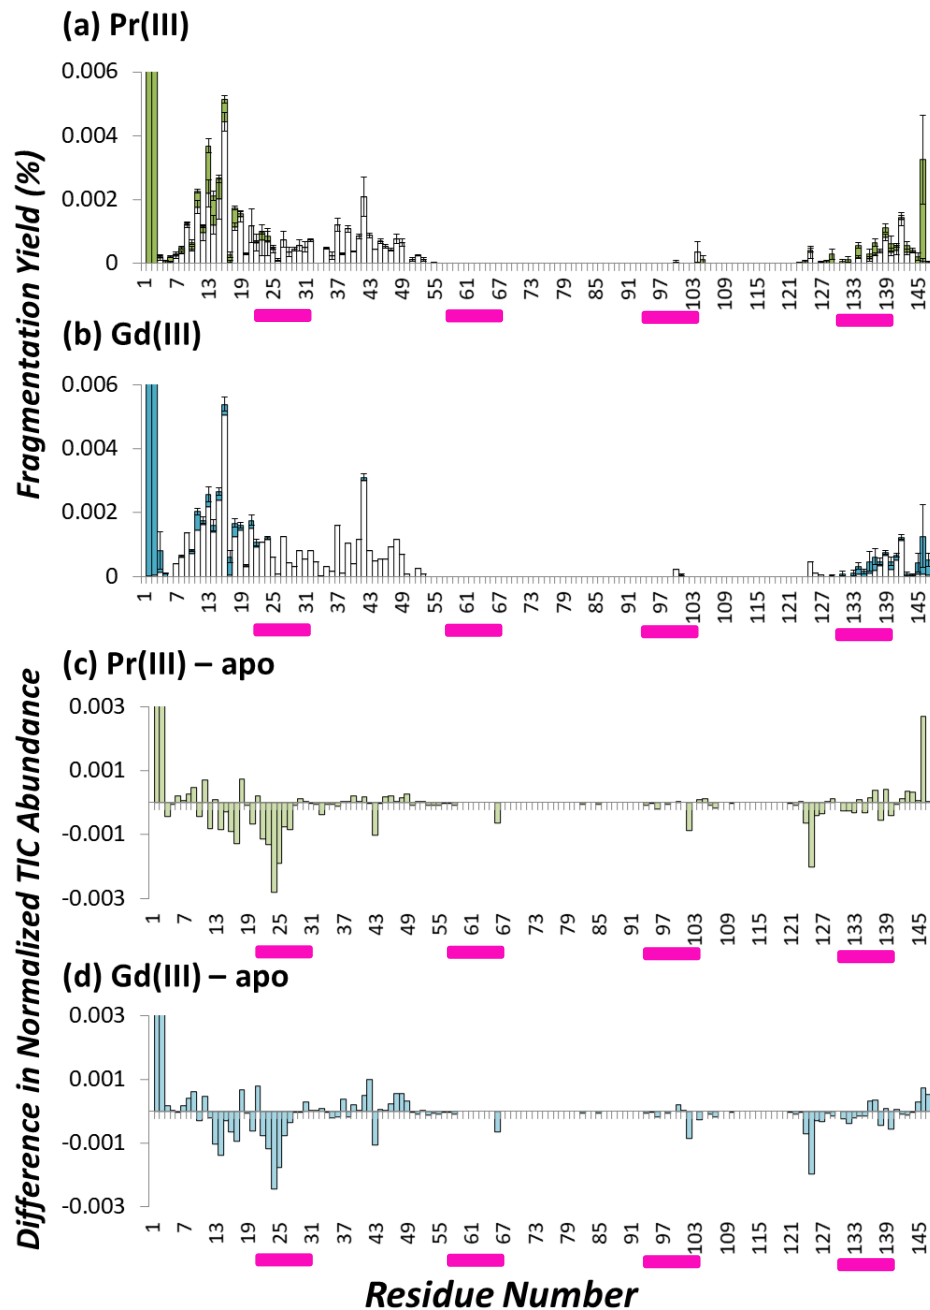 (a) Pr(III)
0.006
0.004
0.002
0
1 7 13 19 25 31 37 43 49 55 61 67 73 79 85 91 97 103 109 115 121 127 133 139 145
(b) Gd(III)
Fragmentation Yield (%)
0.006
0.004
0.002
0
1 7 13 19 25 31 37 43 49 55 61 67 73 79 85 91 97 103 109 115 121 127 133 139 145
(c) Pr(III) – apo
0.003
0.001
-0.001
-0.003
1 7 13 19 25 31 37 43 49 55 61 67 73 79 85 91 97 103 109 115 121 127 133 139 145
(d) Gd(III) – apo
Difference in Normalized TIC Abundance
0.003
0.001
-0.001
-0.003
1 7 13 19 25 31 37 43 49 55 61 67 73 79 85 91 97 103 109 115 121 127 133 139 145
Residue Number